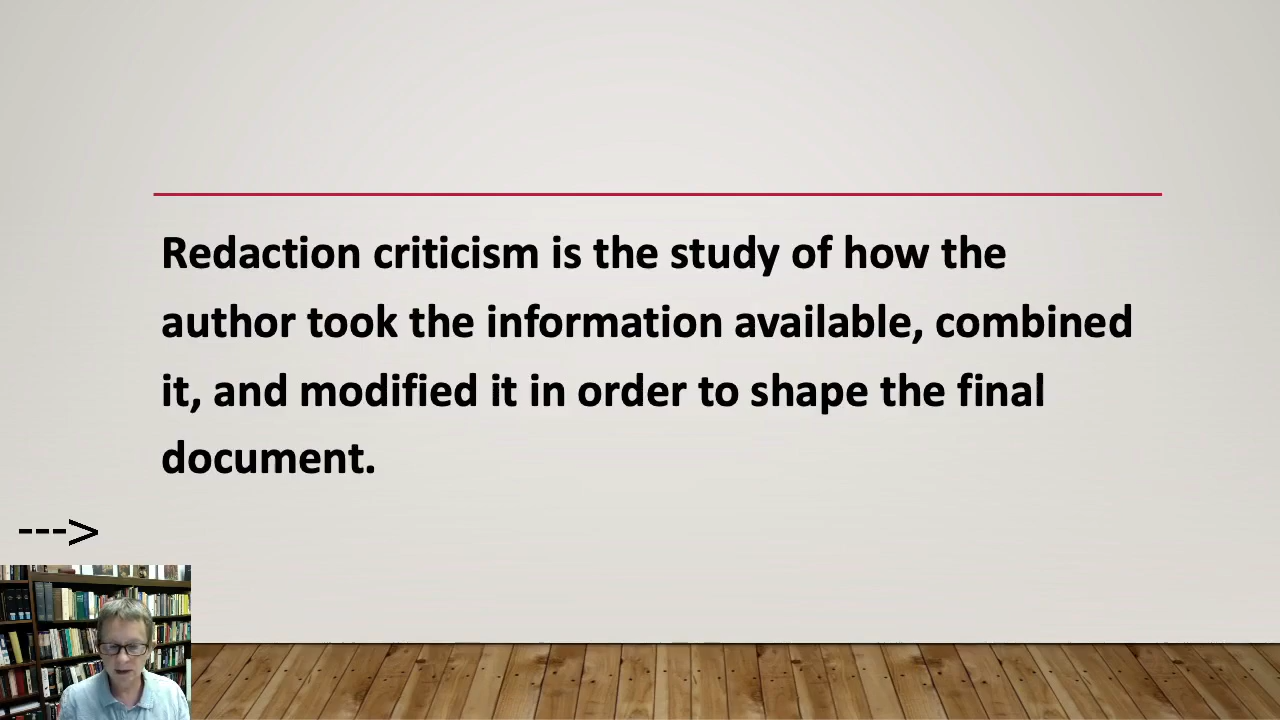 Redaction criticism is the study of how the
author took the information available, combined
it, and modified it in order to shape the final
document.
--->